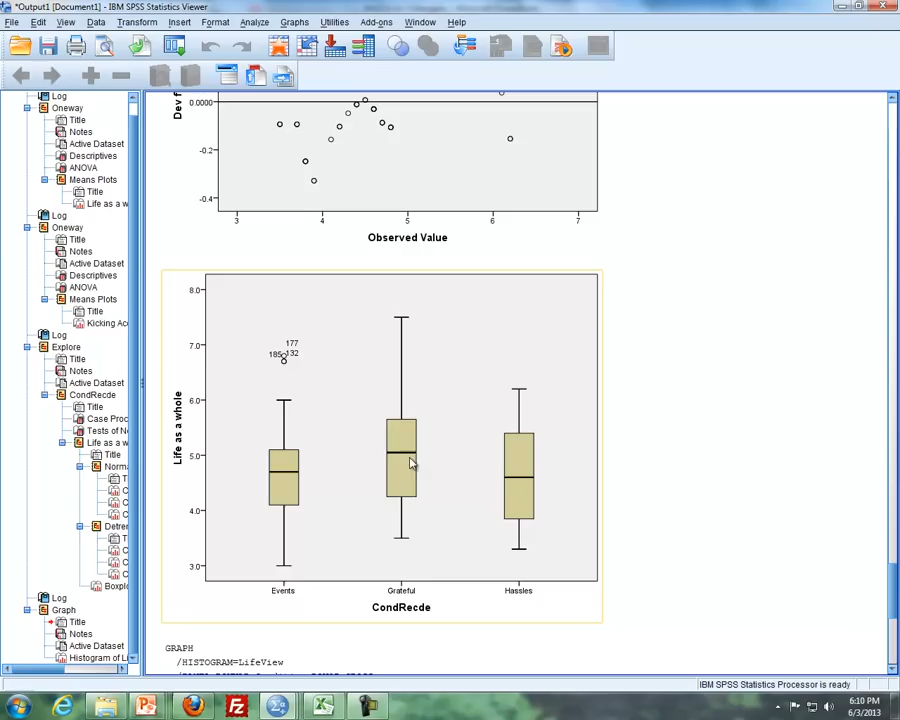 *Output1 [Document1] - IBM SPSS Statistics Viewer
File Edit View Data Transform Insert Format Analyze Graphs Utilities Add-ons Window Help
Log
Oneway
Title
Notes
Active Dataset
Descriptives
ANOVA
Means Plots
Title
Life as a w
Log
Oneway
Title
Notes
Active Dataset
Descriptives
ANOVA
Means Plots
Title
Kicking Ac
Log
Explore
Title
Notes
Active Dataset
CondRecde
Title
Case Proc
Tests of N
Life as a w
Title
Norma
T
C
C
C
Detre
T
C
C
C
Boxplo
Log
Graph
Title
Notes
Active Dataset
Histogram of L
Dev f
0.0000
-0.2
-0.4
3 4 5 6 7
Observed Value
8.0
7.0
6.0
5.0
4.0
3.0
Life as a whole
177
185 132
Events Grateful Hassles
CondRecde
GRAPH
/HISTOGRAM=LifeView
IBM SPSS Statistics Processor is ready
6:10 PM
6/3/2013